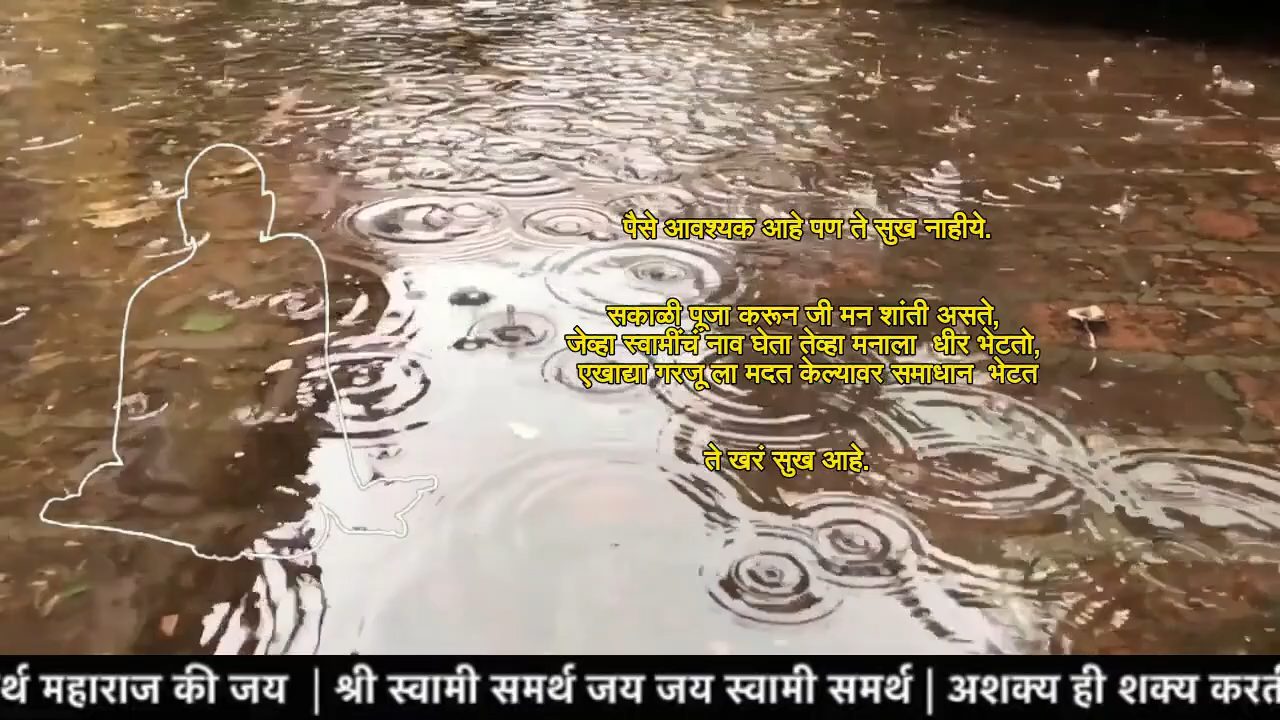 पैसे आवश्यक आहे पण ते सुख नाहीये.
सकाळी पूजा करून जी मन शांती असते,
जेव्हा स्वामींचं नाव घेता तेव्हा मनाला धीर भेटतो,
एखाद्या गरजू ला मदत केल्यावर समाधान भेटत
ते खरं सुख आहे.
र्थ महाराज की जय | श्री स्वामी समर्थ जय जय स्वामी समर्थ | अशक्य ही शक्य करती